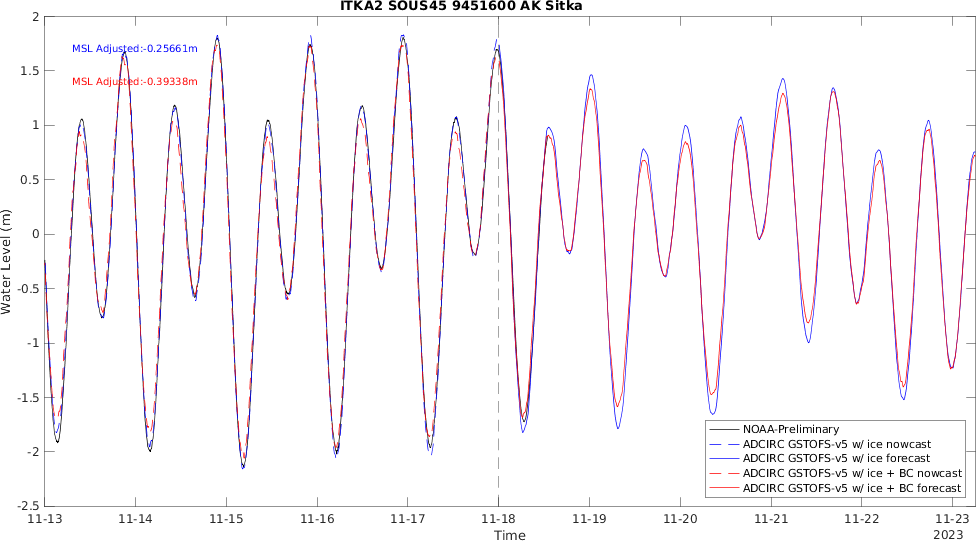 ITKA2 SOUS45 9451600 AK Sitka
MSL Adjusted:-0.25661m
MSL Adjusted:-0.39338m
Water Level (m)
2
1.5
1
0.5
0
-0.5
-1
-1.5
-2
-2.5
NOAA-Preliminary
ADCIRC GSTOFS-v5 w/ ice nowcast
ADCIRC GSTOFS-v5 w/ ice forecast
ADCIRC GSTOFS-v5 w/ ice + BC nowcast
ADCIRC GSTOFS-v5 w/ ice + BC forecast
11-13 11-14 11-15 11-16 11-17 11-18 11-19 11-20 11-21 11-22 11-23
Time
2023